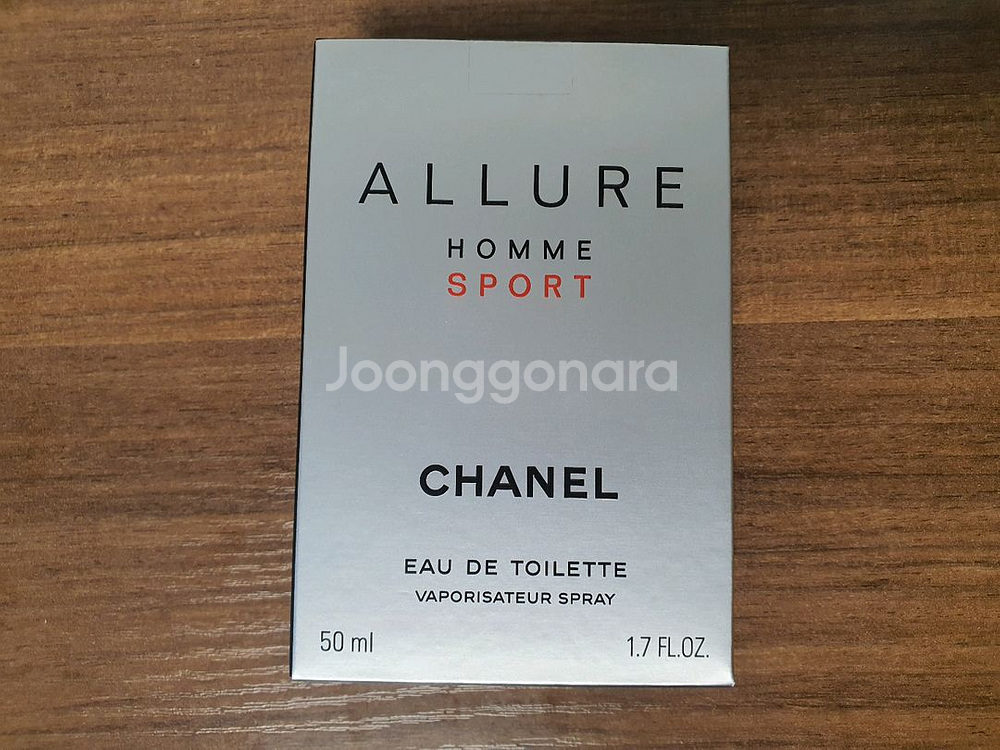 ALLURE
HOMME
SPORT
Joonggonara
CHANEL
EAU DE TOILETTE
VAPORISATEUR SPRAY
50 ml
1.7 FL.OZ.